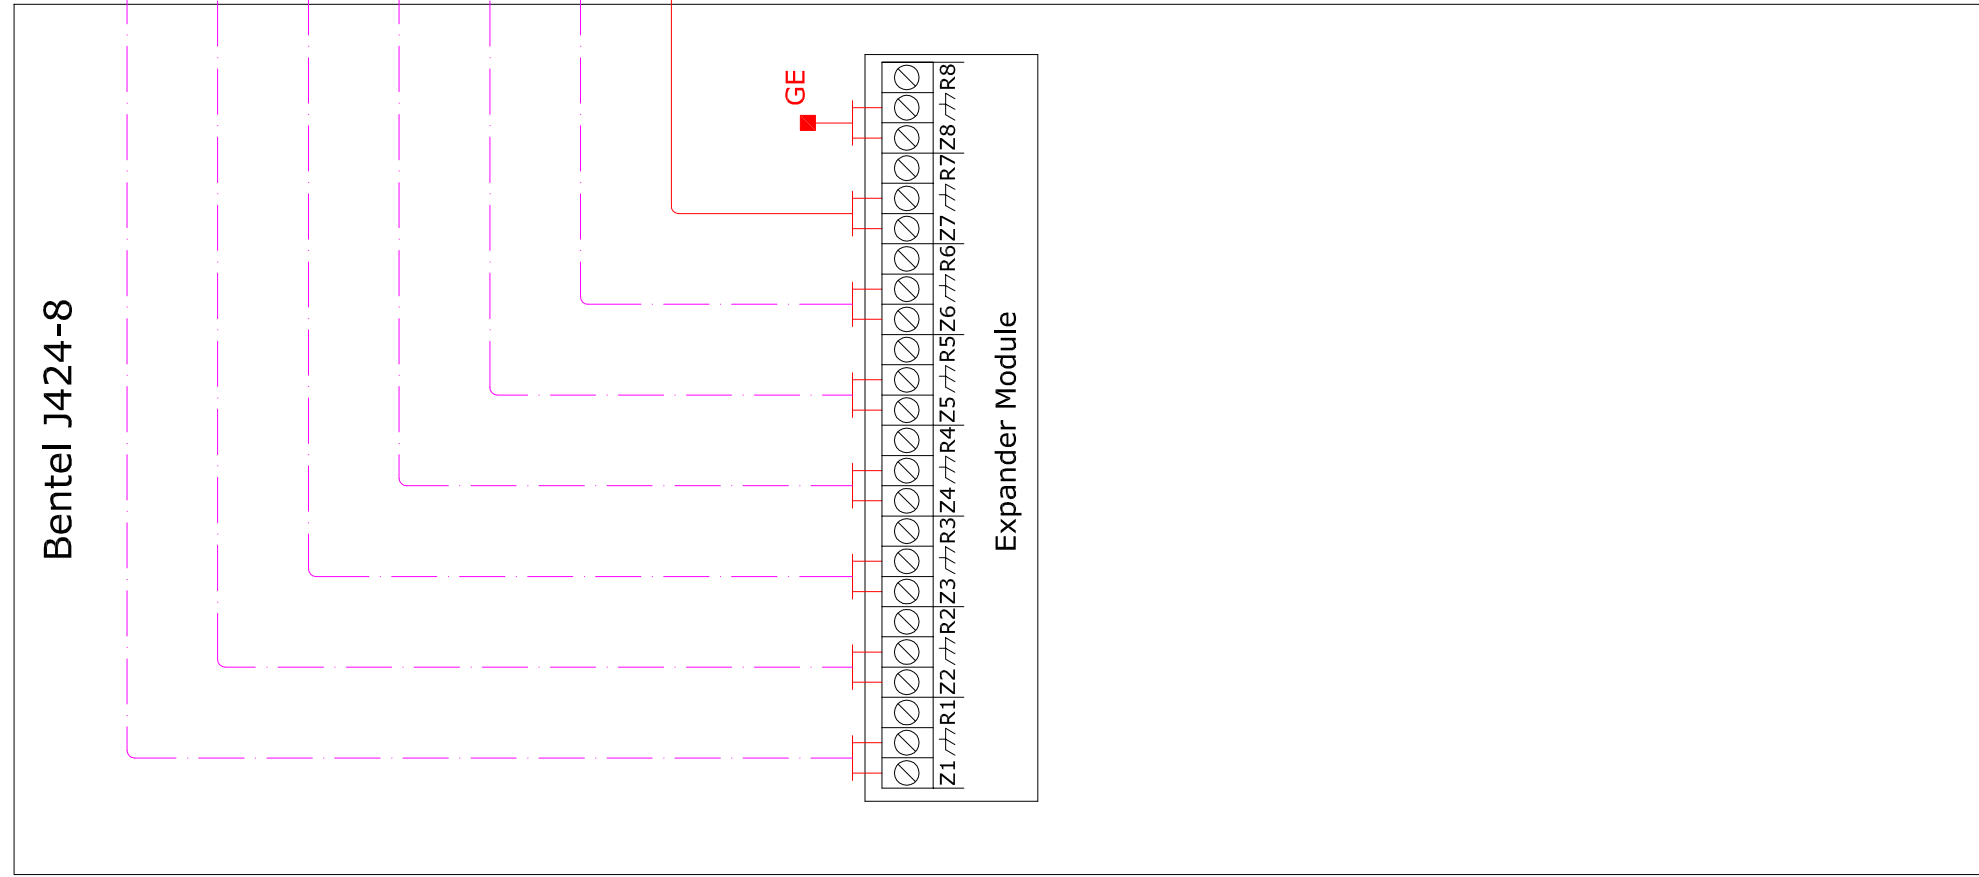 Bentel J424-8
GE
R8
Z8
R7
Z7
R6
Z6
R5
Z5
R4
Z4
R3
Z3
R2
Z2
R1
Z1
Expander Module